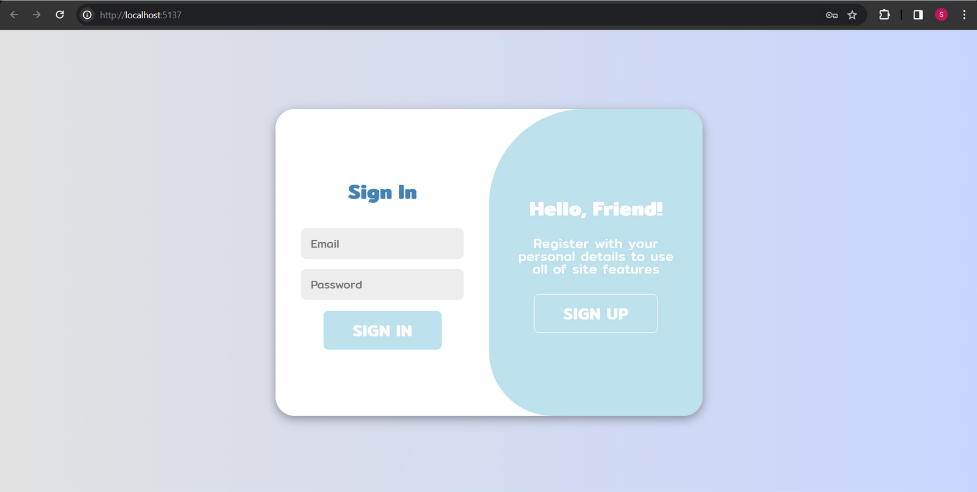 http://localhost:5137
S
Sign In
Email
Password
SIGN IN
Hello, Friend!
Register with your
personal details to use
all of site features
SIGN UP